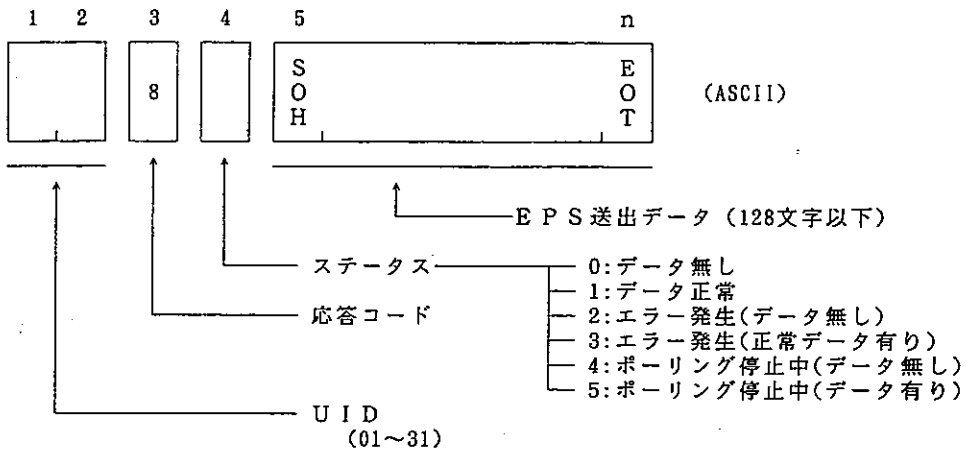 1 2 3 4 5 n
8
SOH
EOT
(ASCII)
EPS送出データ(128文字以下)
ステータス
0:データ無し
1:データ正常
2:エラー発生(データ無し)
3:エラー発生(正常データ有り)
4:ポーリング停止中(データ無し)
5:ポーリング停止中(データ有り)
応答コード
UID
(01～31)